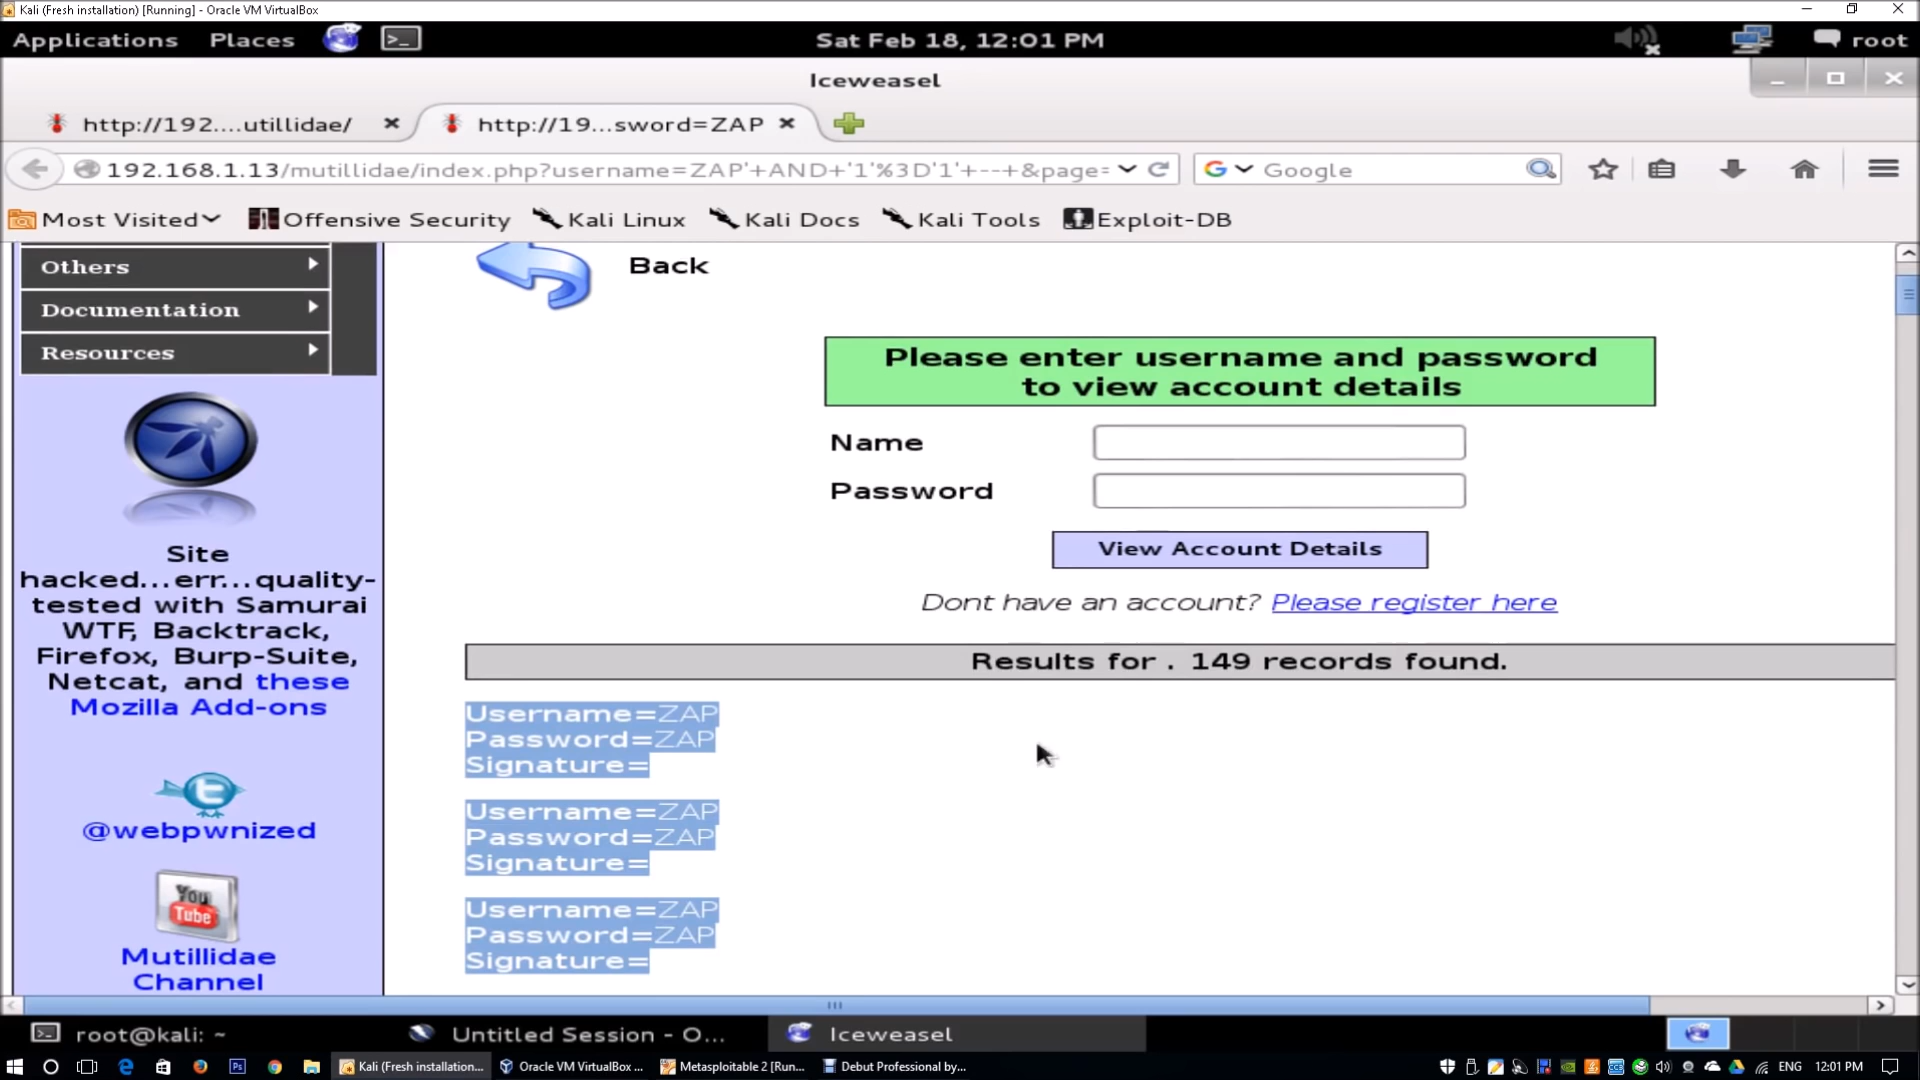 Kali (Fresh installation) [Running] - Oracle VM VirtualBox
Applications Places Sat Feb 18, 12:01 PM root
Iceweasel
http://192....utillidae/ http://19...sword=ZAP
192.168.1.13/mutillidae/index.php?username=ZAP'+AND+'1'%3D'1'+--+&page= Google
Most Visited Offensive Security Kali Linux Kali Docs Kali Tools Exploit-DB
Others
Documentation
Resources
Site
hacked...err...quality-
tested with Samurai
WTF, Backtrack,
Firefox, Burp-Suite,
Netcat, and these
Mozilla Add-ons
@webpwnized
You
Tube
Mutillidae
Channel
Back
Please enter username and password
to view account details
Name
Password
View Account Details
Dont have an account? Please register here
Results for . 149 records found.
Username=ZAP
Password=ZAP
Signature=
Username=ZAP
Password=ZAP
Signature=
Username=ZAP
Password=ZAP
Signature=
root@kali: ~ Untitled Session - O... Iceweasel
Ps Kali (Fresh installation... Oracle VM VirtualBox ... Metasploitable 2 [Run... Debut Professional by... ENG 12:01 PM